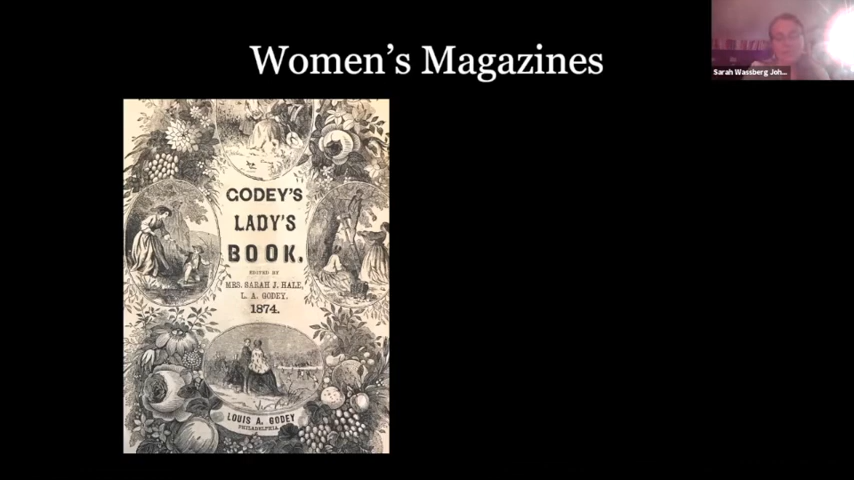 Women's Magazines
Sarah Wassberg Joh...
GODEY'S
LADY'S
BOOK.
EDITED BY
MRS. SARAH J. HALE,
L. A. GODEY.
1874.
LOUIS A. GODEY
PHILADELPHIA.